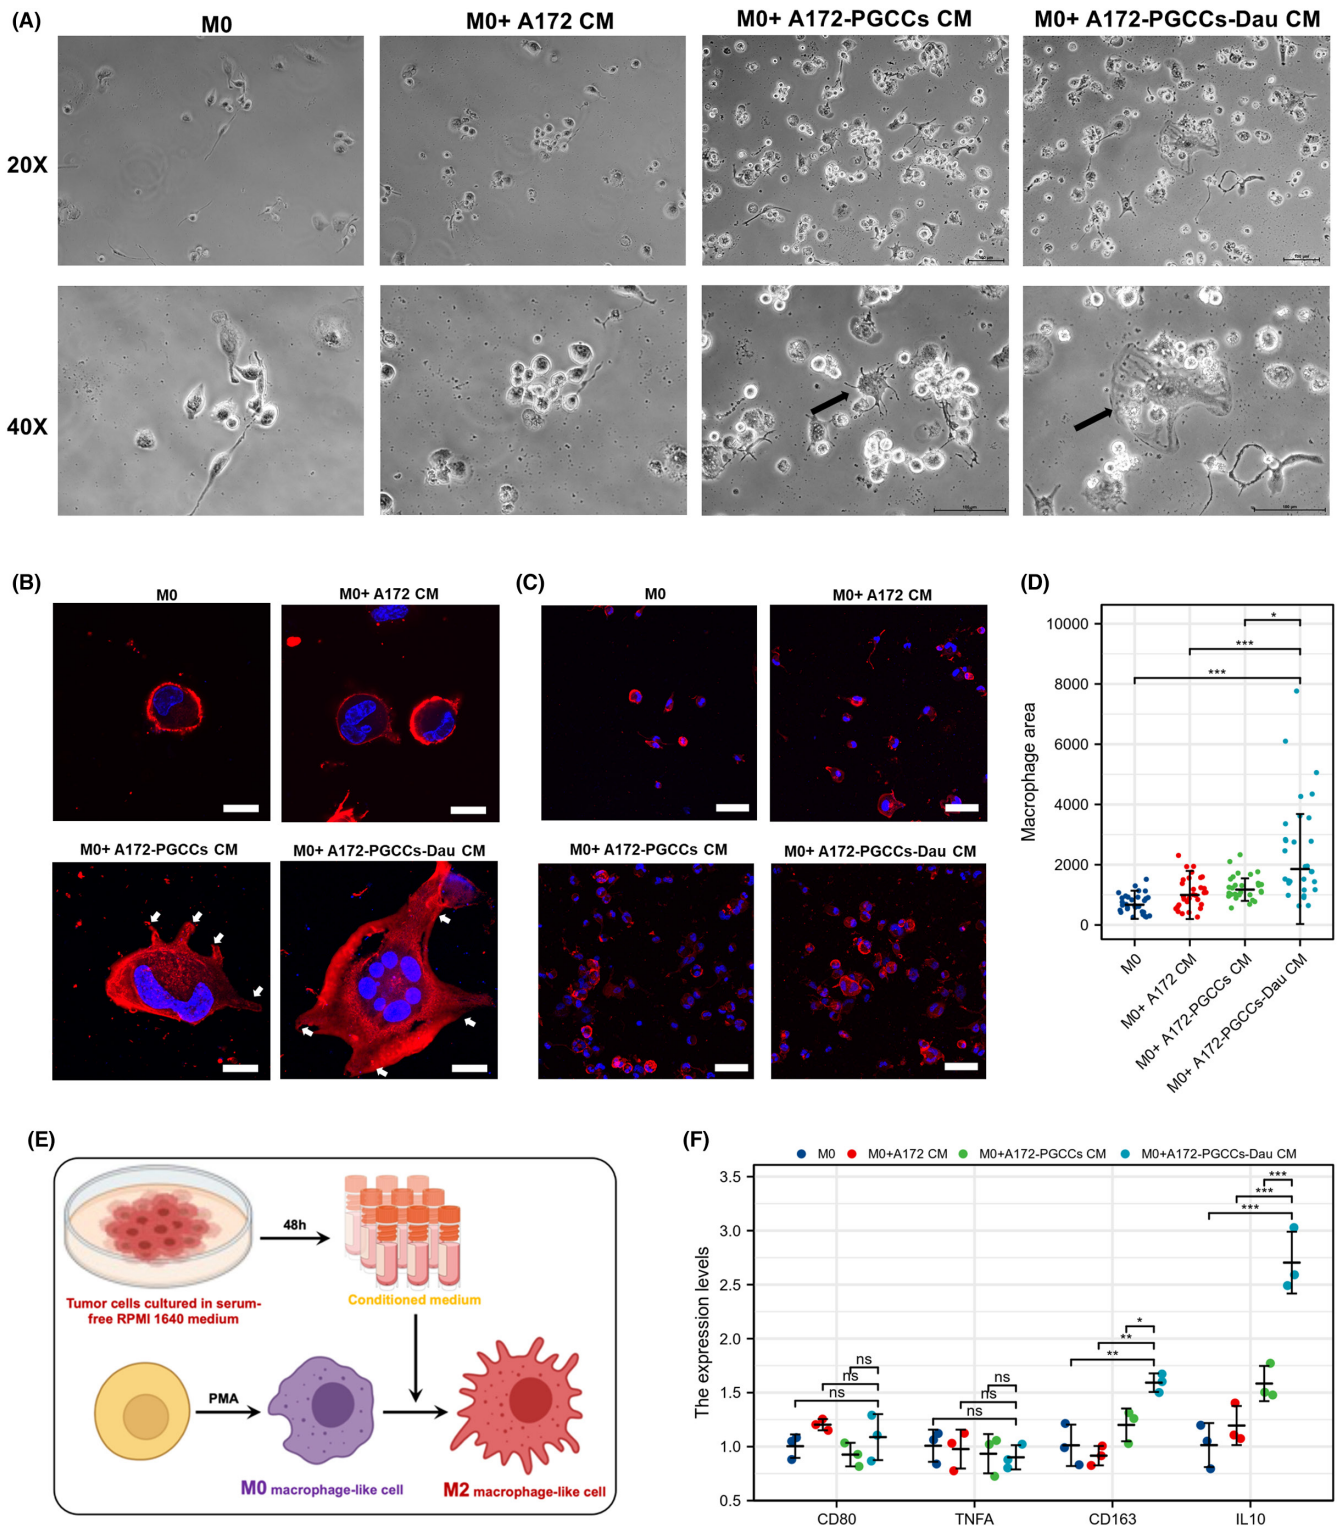 (A)
M0
M0+ A172 CM
M0+ A172-PGCCs CM
M0+ A172-PGCCs-Dau CM
20X
40X
(B)
M0
M0+ A172 CM
M0+ A172-PGCCs CM
M0+ A172-PGCCs-Dau CM
(C)
M0
M0+ A172 CM
M0+ A172-PGCCs CM
M0+ A172-PGCCs-Dau CM
(D)
10000
8000
6000
4000
2000
0
Macrophage area
*
***
***
M0
M0+ A172 CM
M0+ A172-PGCCs CM
M0+ A172-PGCCs-Dau CM
(E)
48h
Tumor cells cultured in serum-
free RPMI 1640 medium
Conditioned medium
PMA
M0 macrophage-like cell
M2 macrophage-like cell
(F)
M0
M0+A172 CM
M0+A172-PGCCs CM
M0+A172-PGCCs-Dau CM
The expression levels
3.5
3.0
2.5
2.0
1.5
1.0
0.5
ns
ns
ns
ns
ns
ns
*
**
**
***
***
***
CD80
TNFA
CD163
IL10